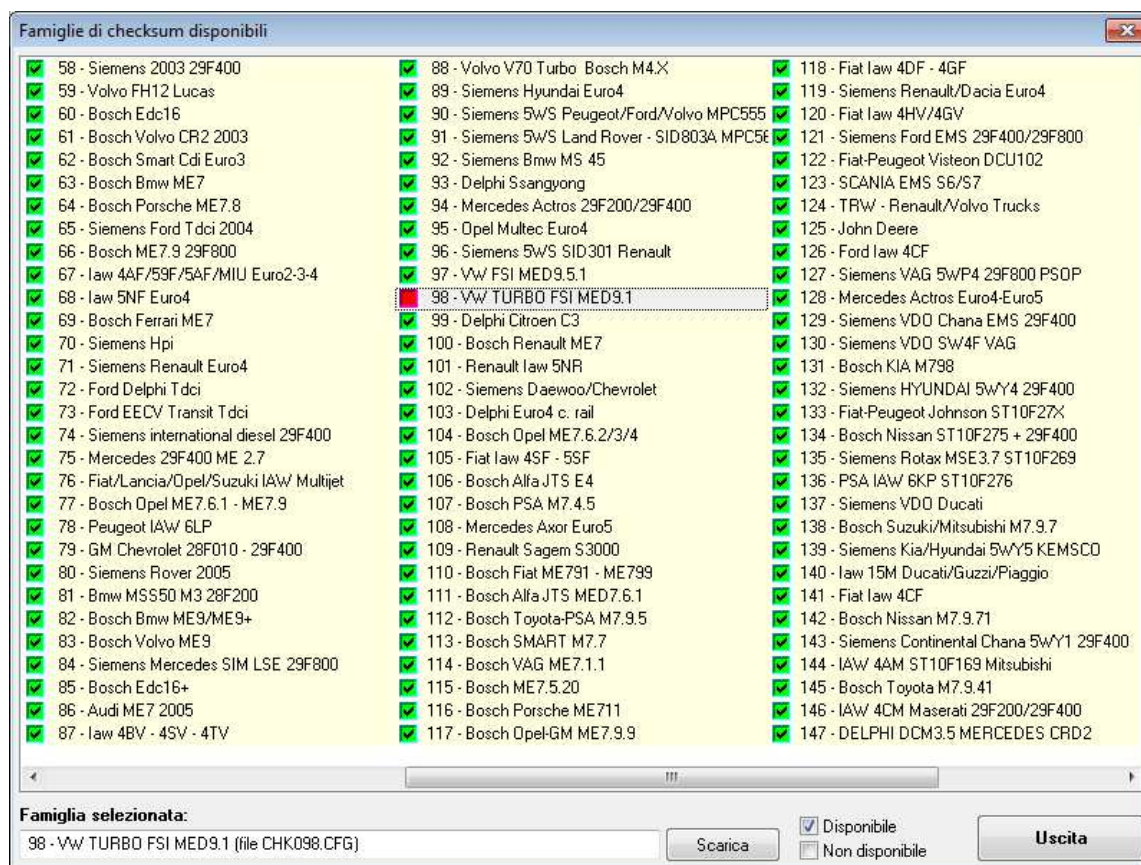 Famiglie di checksum disponibili
58 - Siemens 2003 29F400
59 - Volvo FH12 Lucas
60 - Bosch Edc16
61 - Bosch Volvo CR2 2003
62 - Bosch Smart Cdi Euro3
63 - Bosch Bmw ME7
64 - Bosch Porsche ME7.8
65 - Siemens Ford Tdci 2004
66 - Bosch ME7.9 29F800
67 - Iaw 4AF/59F/5AF/MIU Euro2-3-4
68 - Iaw 5NF Euro4
69 - Bosch Ferrari ME7
70 - Siemens Hpi
71 - Siemens Renault Euro4
72 - Ford Delphi Tdci
73 - Ford EECV Transit Tdci
74 - Siemens international diesel 29F400
75 - Mercedes 29F400 ME 2.7
76 - Fiat/Lancia/Opel/Suzuki IAW Multijet
77 - Bosch Opel ME7.6.1 - ME7.9
78 - Peugeot IAW 6LP
79 - GM Chevrolet 28F010 - 29F400
80 - Siemens Rover 2005
81 - Bmw MSS50 M3 28F200
82 - Bosch Bmw ME9/ME9+
83 - Bosch Volvo ME9
84 - Siemens Mercedes SIM LSE 29F800
85 - Bosch Edc16+
86 - Audi ME7 2005
87 - Iaw 4BV - 4SV - 4TV
88 - Volvo V70 Turbo  Bosch M4.X
89 - Siemens Hyundai Euro4
90 - Siemens 5WS Peugeot/Ford/Volvo MPC555
91 - Siemens 5WS Land Rover - SID803A MPC56
92 - Siemens Bmw MS 45
93 - Delphi Ssangyong
94 - Mercedes Actros 29F200/29F400
95 - Opel Multec Euro4
96 - Siemens 5WS SID301 Renault
97 - VW FSI MED9.5.1
98 - VW TURBO FSI MED9.1
99 - Delphi Citroen C3
100 - Bosch Renault ME7
101 - Renault Iaw 5NR
102 - Siemens Daewoo/Chevrolet
103 - Delphi Euro4 c. rail
104 - Bosch Opel ME7.6.2/3/4
105 - Fiat Iaw 4SF - 5SF
106 - Bosch Alfa JTS E4
107 - Bosch PSA M7.4.5
108 - Mercedes Axor Euro5
109 - Renault Sagem S3000
110 - Bosch Fiat ME791 - ME799
111 - Bosch Alfa JTS MED7.6.1
112 - Bosch Toyota-PSA M7.9.5
113 - Bosch SMART M7.7
114 - Bosch VAG ME7.1.1
115 - Bosch ME7.5.20
116 - Bosch Porsche ME711
117 - Bosch Opel-GM ME7.9.9
118 - Fiat Iaw 4DF - 4GF
119 - Siemens Renault/Dacia Euro4
120 - Fiat Iaw 4HV/4GV
121 - Siemens Ford EMS 29F400/29F800
122 - Fiat-Peugeot Visteon DCU102
123 - SCANIA EMS S6/S7
124 - TRW - Renault/Volvo Trucks
125 - John Deere
126 - Ford Iaw 4CF
127 - Siemens VAG 5WP4 29F800 PSOP
128 - Mercedes Actros Euro4-Euro5
129 - Siemens VDO Chana EMS 29F400
130 - Siemens VDO SW4F VAG
131 - Bosch KIA M798
132 - Siemens HYUNDAI 5WY4 29F400
133 - Fiat-Peugeot Johnson ST10F27X
134 - Bosch Nissan ST10F275 + 29F400
135 - Siemens Rotax MSE3.7 ST10F269
136 - PSA IAW 6KP ST10F276
137 - Siemens VDO Ducati
138 - Bosch Suzuki/Mitsubishi M7.9.7
139 - Siemens Kia/Hyundai 5WY5 KEMSCO
140 - Iaw 15M Ducati/Guzzi/Piaggio
141 - Fiat Iaw 4CF
142 - Bosch Nissan M7.9.71
143 - Siemens Continental Chana 5WY1 29F400
144 - IAW 4AM ST10F169 Mitsubishi
145 - Bosch Toyota M7.9.41
146 - IAW 4CM Maserati 29F200/29F400
147 - DELPHI DCM3.5 MERCEDES CRD2
Famiglia selezionata:
98 - VW TURBO FSI MED9.1 (file CHK098.CFG)
Scarica
Disponibile
Non disponibile
Uscita